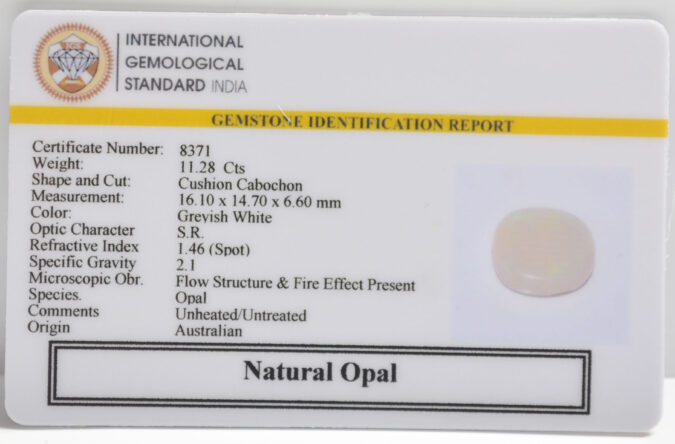 IGS
INTERNATIONAL
GEMOLOGICAL
STANDARD INDIA
GEMSTONE IDENTIFICATION REPORT
Certificate Number: 8371
Weight: 11.28 Cts
Shape and Cut: Cushion Cabochon
Measurement: 16.10 x 14.70 x 6.60 mm
Color: Greyish White
Optic Character S.R.
Refractive Index 1.46 (Spot)
Specific Gravity 2.1
Microscopic Obr. Flow Structure & Fire Effect Present
Species. Opal
Comments Unheated/Untreated
Origin Australian
Natural Opal